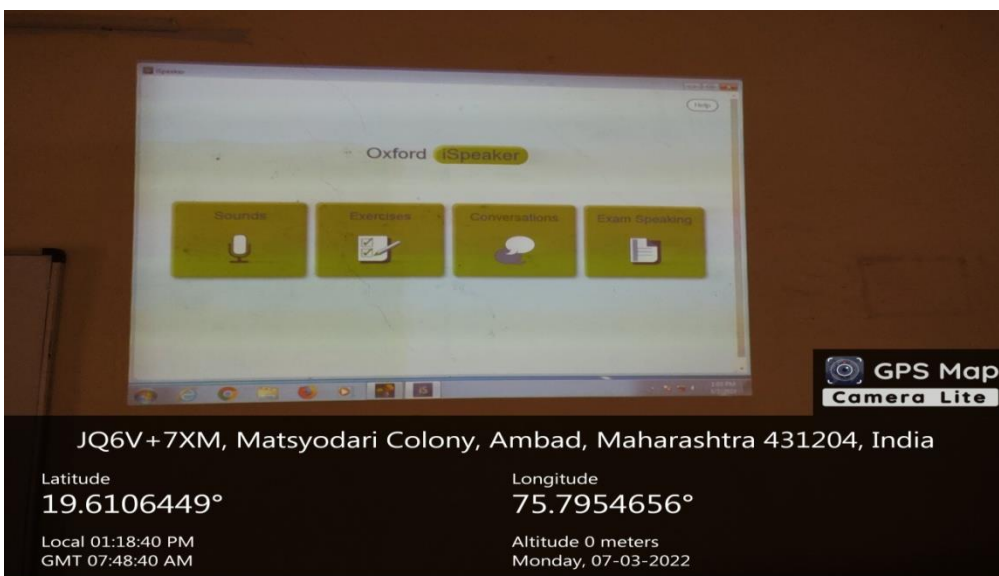 iSpeaker
Help
Oxford iSpeaker
Sounds
Exercises
Conversations
Exam Speaking
GPS Map
Camera Lite
JQ6V+7XM, Matsyodari Colony, Ambad, Maharashtra 431204, India
Latitude
19.6106449°
Longitude
75.7954656°
Local 01:18:40 PM
GMT 07:48:40 AM
Altitude 0 meters
Monday, 07-03-2022